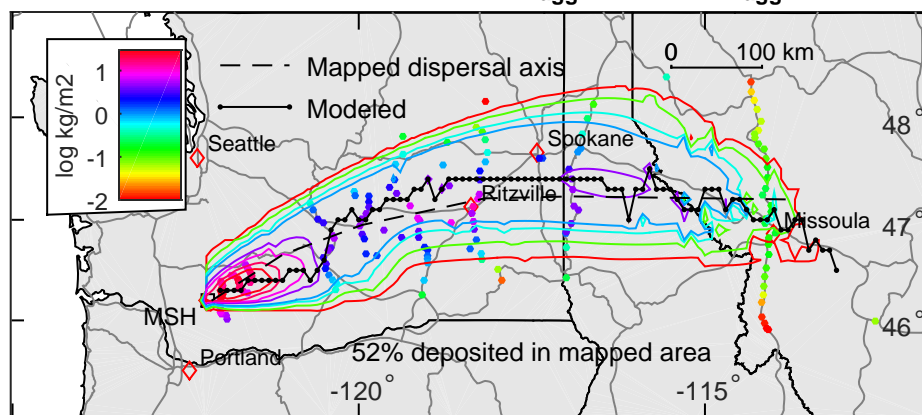 0 100 km
Mapped dispersal axis
Modeled
log kg/m2
1
0
-1
-2
48°
Seattle
Spokane
Ritzville
47°
Missoula
MSH
46°
Portland
52% deposited in mapped area
-120° -115°